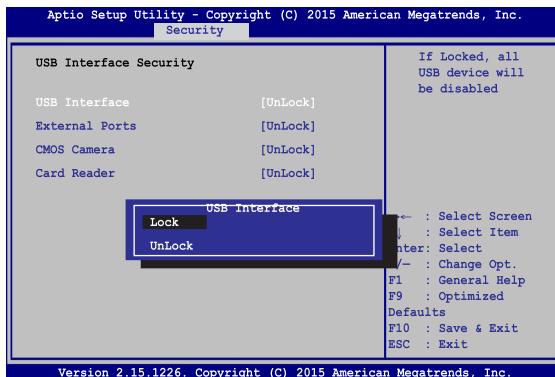 Aptio Setup Utility - Copyright (C) 2015 American Megatrends, Inc.
Security
USB Interface Security
USB Interface [UnLock]
External Ports [UnLock]
CMOS Camera [UnLock]
Card Reader [UnLock]
USB Interface
Lock
UnLock
If Locked, all
USB device will
be disabled
← : Select Screen
↓ : Select Item
nter: Select
/— : Change Opt.
F1 : General Help
F9 : Optimized
Defaults
F10 : Save & Exit
ESC : Exit
Version 2.15.1226. Copyright (C) 2015 American Megatrends, Inc.